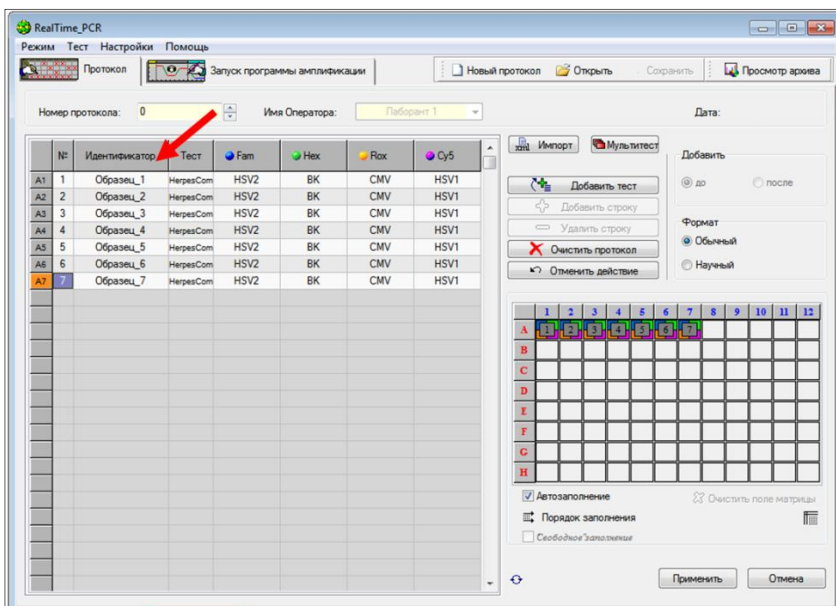 RealTime_PCR
Режим Тест Настройки Помощь
Протокол Запуск программы амплификации Новый протокол Открыть Сохранить Просмотр архива
Номер протокола: 0 Имя Оператора: Лаборант 1 Дата:
№ Идентификатор Тест Fam Hex Rox Cy5
A1 1 Образец_1 HerpesCom HSV2 BK CMV HSV1
A2 2 Образец_2 HerpesCom HSV2 BK CMV HSV1
A3 3 Образец_3 HerpesCom HSV2 BK CMV HSV1
A4 4 Образец_4 HerpesCom HSV2 BK CMV HSV1
A5 5 Образец_5 HerpesCom HSV2 BK CMV HSV1
A6 6 Образец_6 HerpesCom HSV2 BK CMV HSV1
A7 7 Образец_7 HerpesCom HSV2 BK CMV HSV1
xml Импорт Мультитест
Добавить тест
Добавить строку
Удалить строку
Очистить протокол
Отменить действие
Добавить
до после
Формат
Обычный
Научный
1 2 3 4 5 6 7 8 9 10 11 12
A 1 2 3 4 5 6 7
B
C
D
E
F
G
H
Автозаполнение Очистить поле матрицы
Порядок заполнения
Свободное заполнение
Применить Отмена